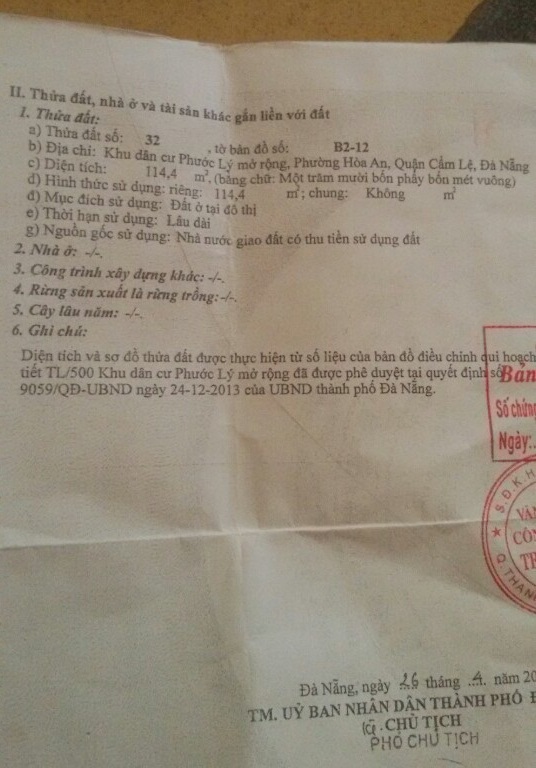 II. Thửa đất, nhà ở và tài sản khác gắn liền với đất
1. Thửa đất:
a) Thửa đất số: 32 , tờ bản đồ số: B2-12
b) Địa chỉ: Khu dân cư Phước Lý mở rộng, Phường Hòa An, Quận Cẩm Lệ, Đà Nẵng
c) Diện tích: 114,4 m², (bằng chữ: Một trăm mười bốn phẩy bốn mét vuông)
d) Hình thức sử dụng: riêng: 114,4 m²; chung: Không m²
đ) Mục đích sử dụng: Đất ở tại đô thị
e) Thời hạn sử dụng: Lâu dài
g) Nguồn gốc sử dụng: Nhà nước giao đất có thu tiền sử dụng đất
2. Nhà ở: -/-.
3. Công trình xây dựng khác: -/-.
4. Rừng sản xuất là rừng trồng: -/-.
5. Cây lâu năm: -/-.
6. Ghi chú:
Diện tích và sơ đồ thửa đất được thực hiện từ số liệu của bản đồ điều chỉnh qui hoạch
tiết TL/500 Khu dân cư Phước Lý mở rộng đã được phê duyệt tại quyết định số
9059/QĐ-UBND ngày 24-12-2013 của UBND thành phố Đà Nẵng.
Bản
Số chứng
Ngày:
S.Đ.K.H
VĂN
CÔN
TR
Q.THAN
Đà Nẵng, ngày 26 tháng 4. năm 20
TM. UỶ BAN NHÂN DÂN THÀNH PHỐ Đ
CHỦ TỊCH
PHÓ CHỦ TỊCH